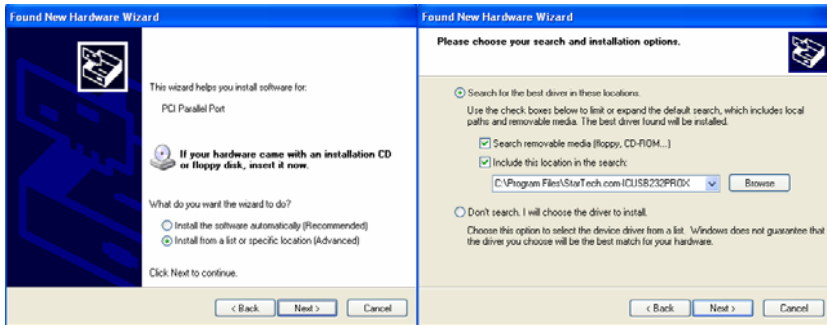 Found New Hardware Wizard
This wizard helps you install software for:
PCI Parallel Port
If your hardware came with an installation CD
or floppy disk, insert it now.
What do you want the wizard to do?
Install the software automatically (Recommended)
Install from a list or specific location (Advanced)
Click Next to continue.
< Back
Next >
Cancel
Found New Hardware Wizard
Please choose your search and installation options.
Search for the best driver in these locations.
Use the check boxes below to limit or expand the default search, which includes local
paths and removable media. The best driver found will be installed.
Search removable media (floppy, CD-ROM...)
Include this location in the search:
C:\Program Files\StarTech.com-ICUSB232PROX
Browse
Don't search. I will choose the driver to install.
Choose this option to select the device driver from a list. Windows does not guarantee that
the driver you choose will be the best match for your hardware.
< Back
Next >
Cancel